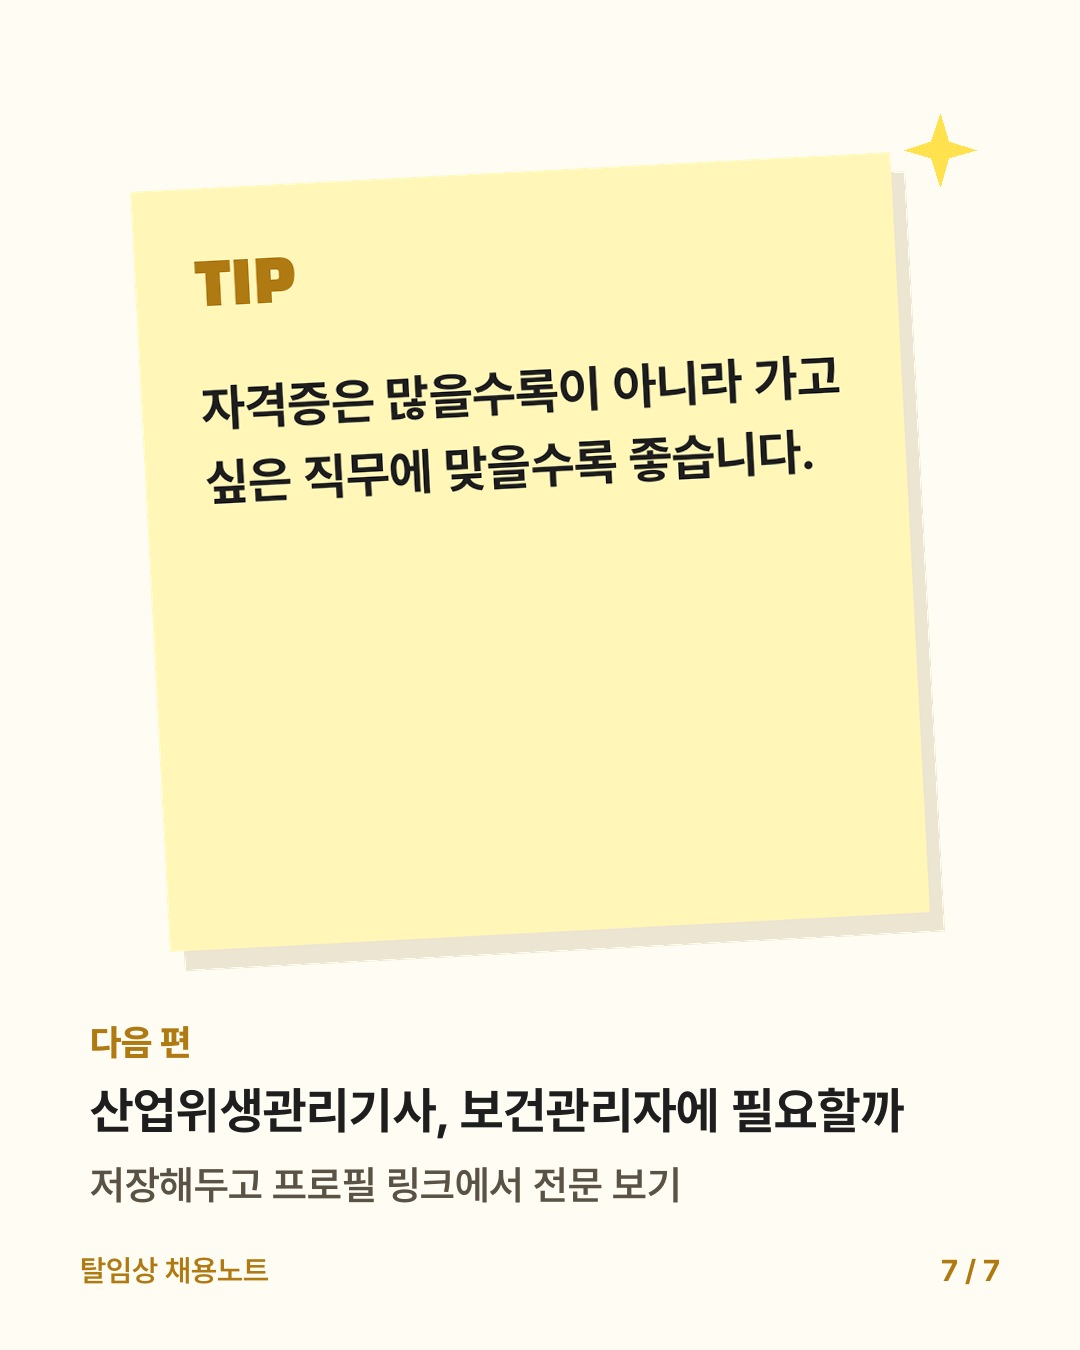 TIP
자격증은 많을수록이 아니라 가고
싶은 직무에 맞을수록 좋습니다.
다음 편
산업위생관리기사, 보건관리자에 필요할까
저장해두고 프로필 링크에서 전문 보기
탈임상 채용노트
7 / 7